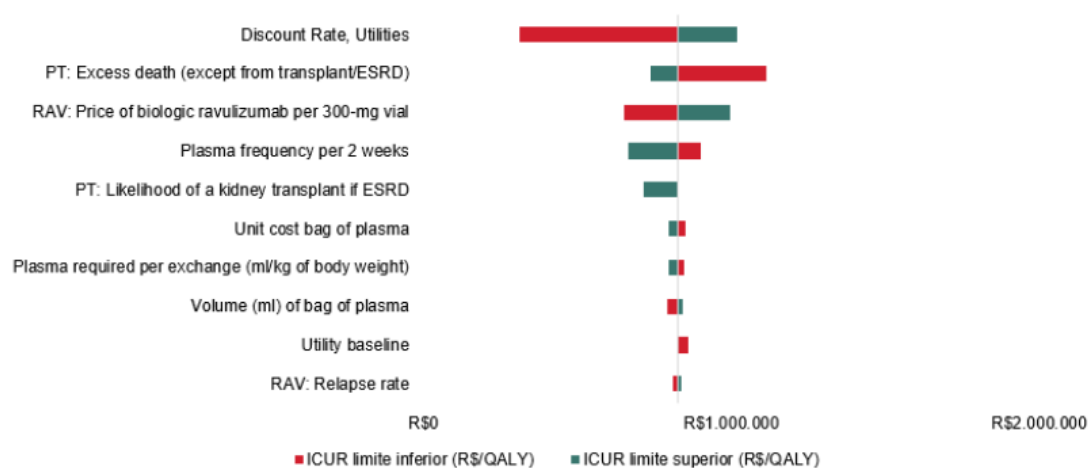 Discount Rate, Utilities
PT: Excess death (except from transplant/ESRD)
RAV: Price of biologic ravulizumab per 300-mg vial
Plasma frequency per 2 weeks
PT: Likelihood of a kidney transplant if ESRD
Unit cost bag of plasma
Plasma required per exchange (ml/kg of body weight)
Volume (ml) of bag of plasma
Utility baseline
RAV: Relapse rate
R$0 R$1.000.000 R$2.000.000
ICUR limite inferior (R$/QALY) ICUR limite superior (R$/QALY)